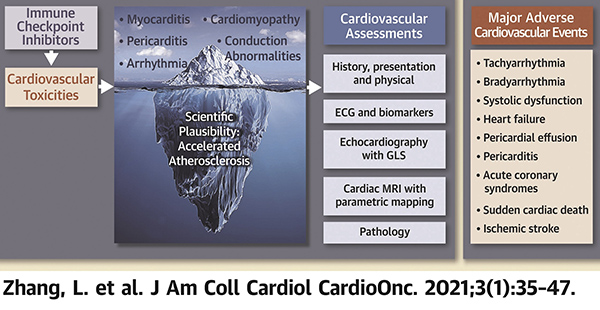 Immune
Checkpoint
Inhibitors
Cardiovascular
Toxicities
• Myocarditis
• Pericarditis
• Arrhythmia
• Cardiomyopathy
• Conduction
Abnormalities
Scientific
Plausibility:
Accelerated
Atherosclerosis
Cardiovascular
Assessments
History, presentation
and physical
ECG and biomarkers
Echocardiography
with GLS
Cardiac MRI with
parametric mapping
Pathology
Major Adverse
Cardiovascular Events
• Tachyarrhythmia
• Bradyarrhythmia
• Systolic dysfunction
• Heart failure
• Pericardial effusion
• Pericarditis
• Acute coronary
syndromes
• Sudden cardiac death
• Ischemic stroke
Zhang, L. et al. J Am Coll Cardiol CardioOnc. 2021;3(1):35–47.